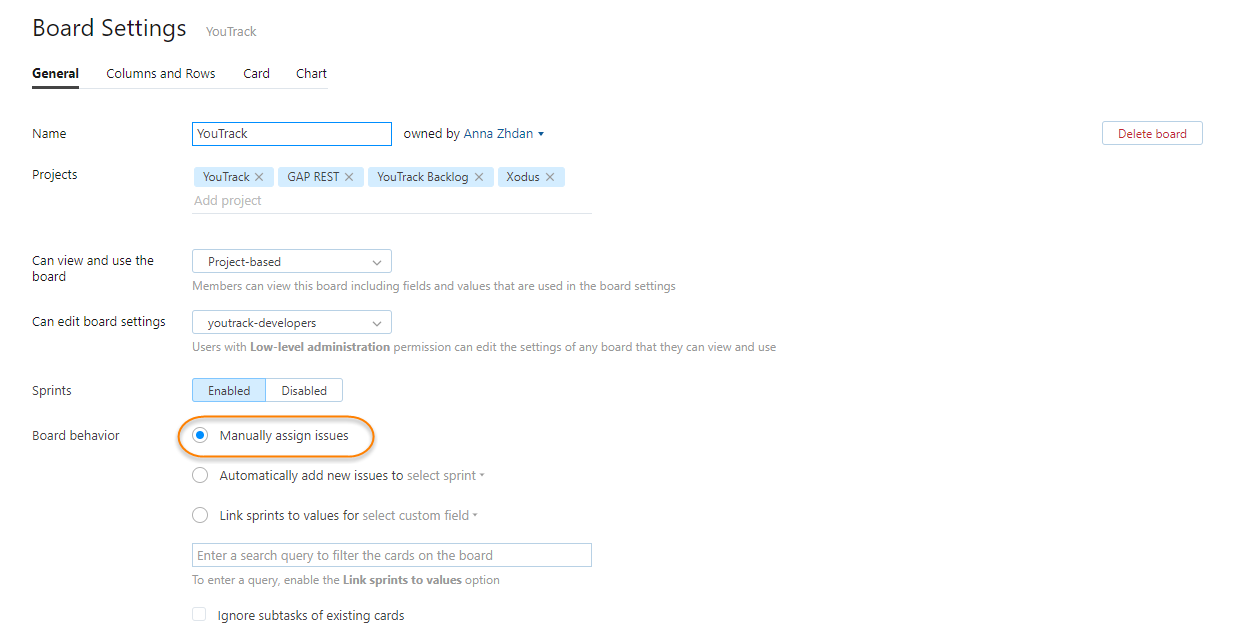 Board Settings YouTrack
General Columns and Rows Card Chart
Name YouTrack owned by Anna Zhdan Delete board
Projects YouTrack GAP REST YouTrack Backlog Xodus
Add project
Can view and use the board Project-based
Members can view this board including fields and values that are used in the board settings
Can edit board settings youtrack-developers
Users with Low-level administration permission can edit the settings of any board that they can view and use
Sprints Enabled Disabled
Board behavior Manually assign issues
Automatically add new issues to select sprint
Link sprints to values for select custom field
Enter a search query to filter the cards on the board
To enter a query, enable the Link sprints to values option
Ignore subtasks of existing cards